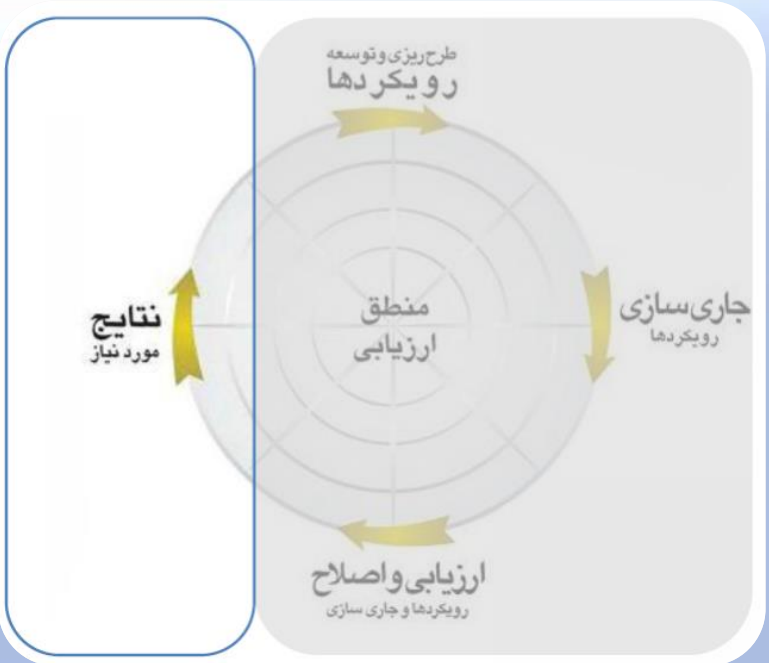 طرح‌ریزی و توسعه
رویکردها
جاری‌سازی
رویکردها
منطق
ارزیابی
نتایج
مورد نیاز
ارزیابی و اصلاح
رویکردها و جاری سازی